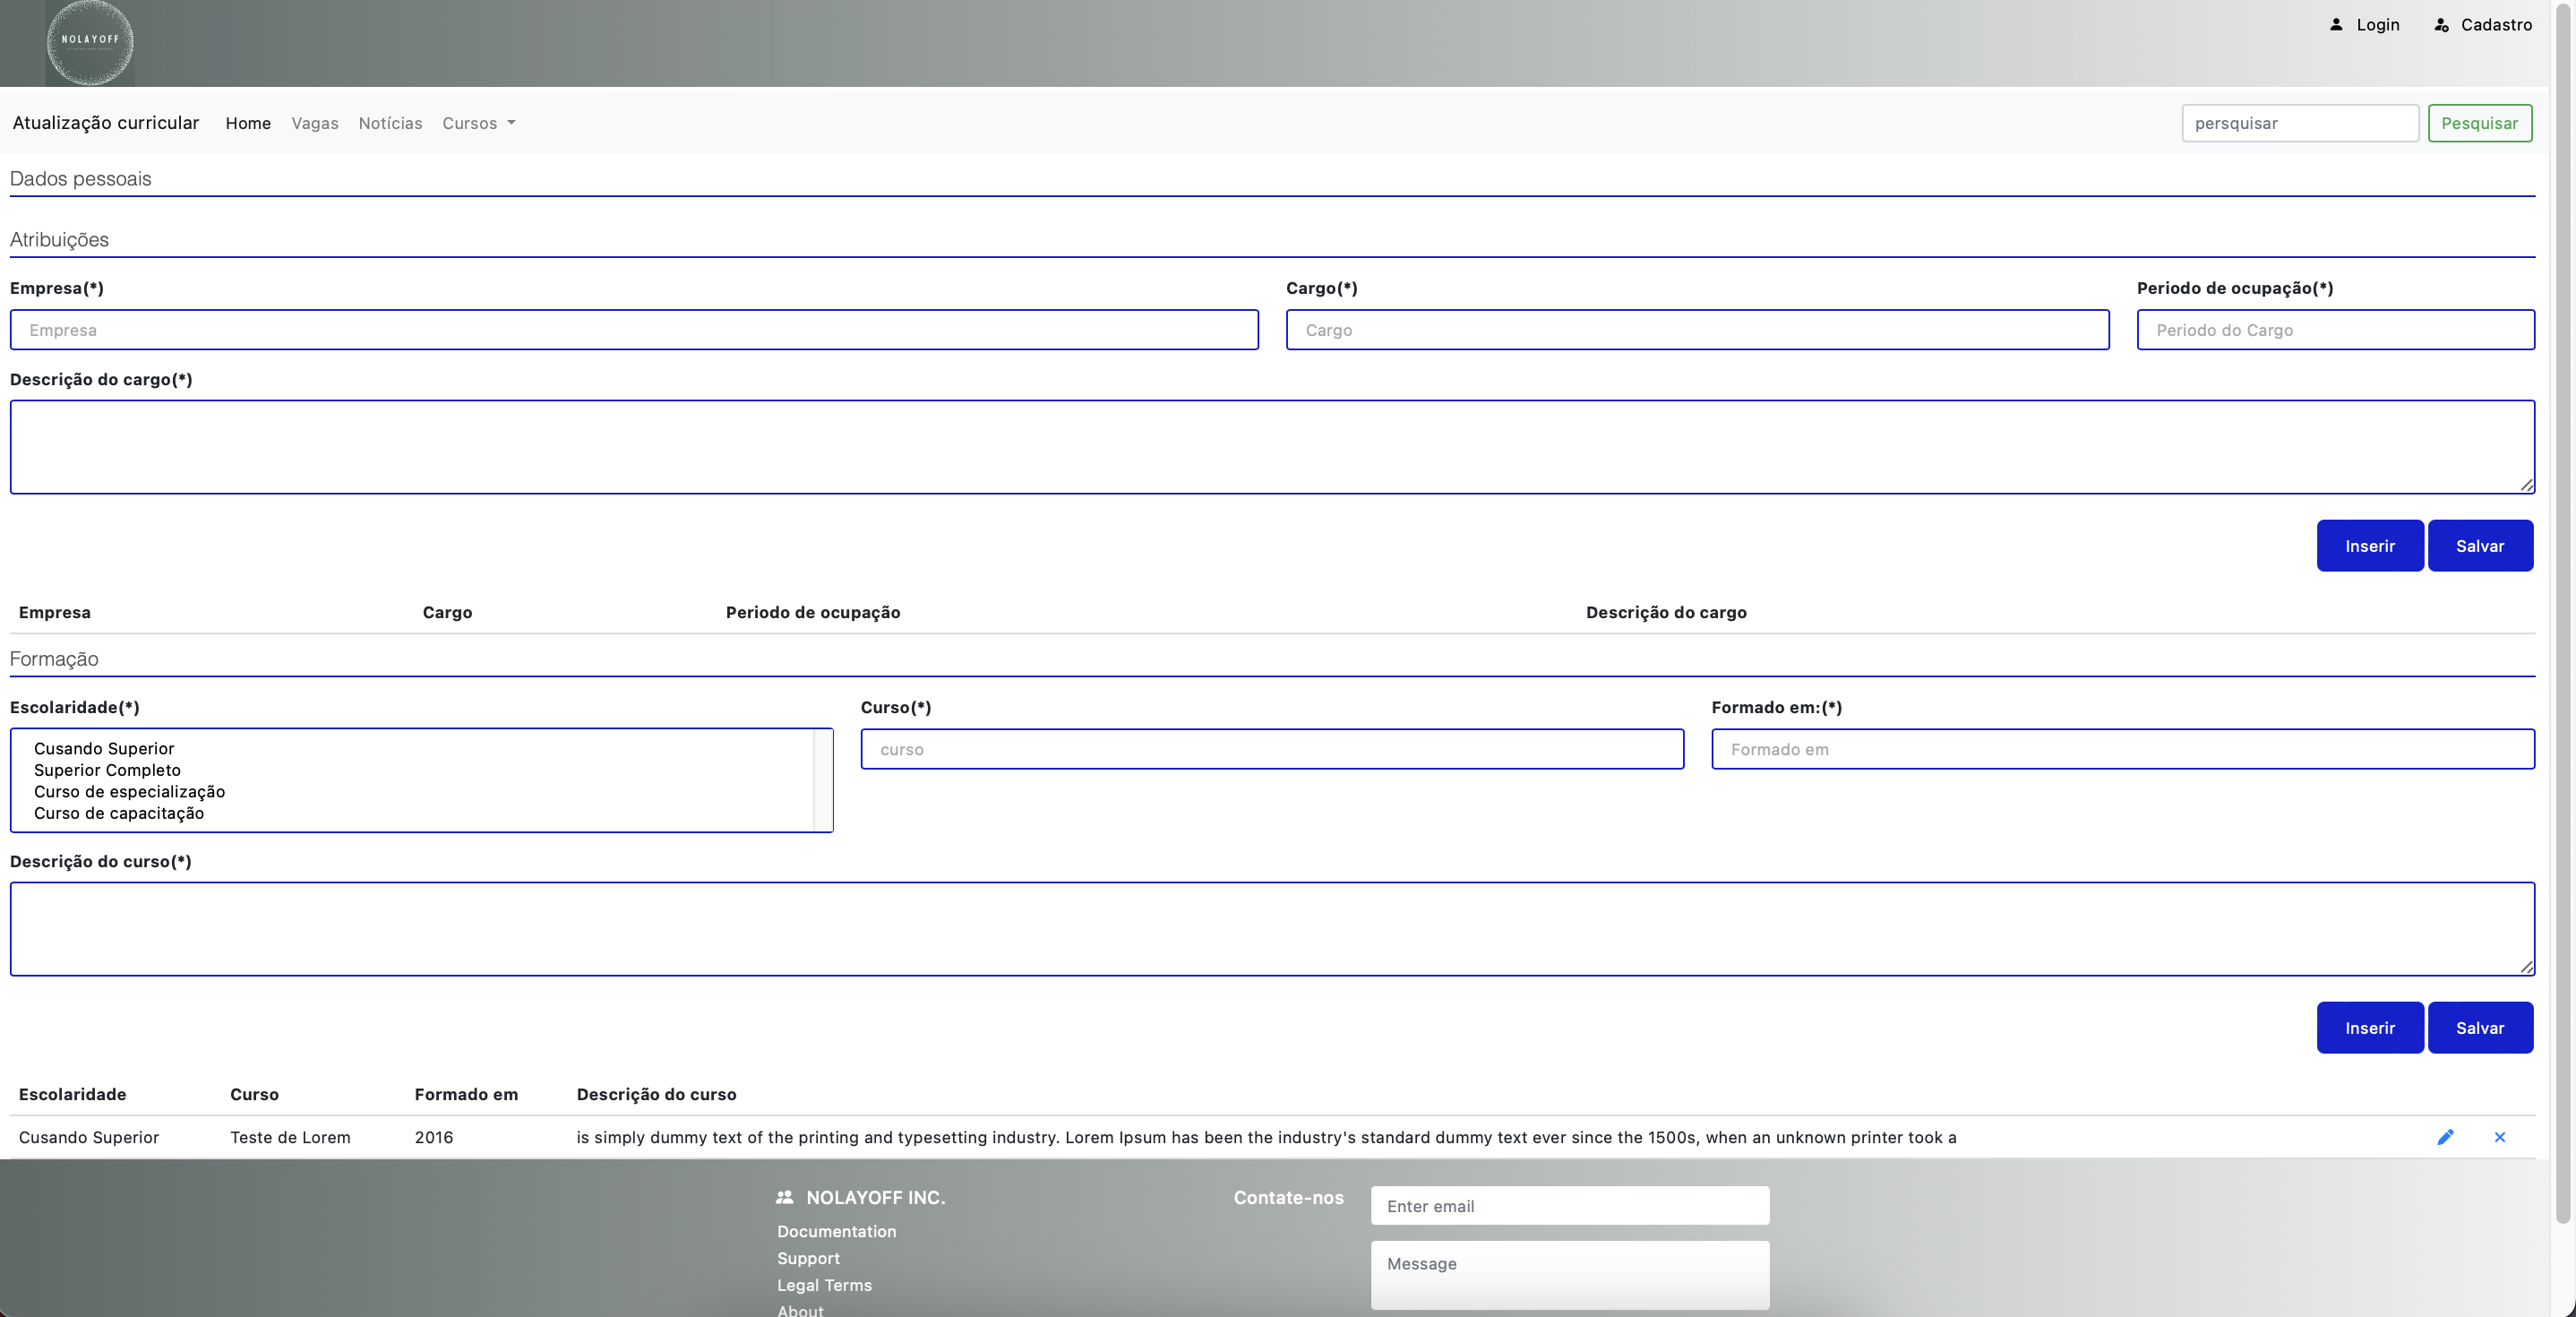 NOLAYOFF
Login
Cadastro
Atualização curricular
Home
Vagas
Notícias
Cursos
persquisar
Pesquisar
Dados pessoais
Atribuições
Empresa(*)
Cargo(*)
Periodo de ocupação(*)
Empresa
Cargo
Periodo do Cargo
Descrição do cargo(*)
Inserir
Salvar
Empresa
Cargo
Periodo de ocupação
Descrição do cargo
Formação
Escolaridade(*)
Curso(*)
Formado em:(*)
Cusando Superior
Superior Completo
Curso de especialização
Curso de capacitação
curso
Formado em
Descrição do curso(*)
Inserir
Salvar
Escolaridade
Curso
Formado em
Descrição do curso
Cusando Superior
Teste de Lorem
2016
is simply dummy text of the printing and typesetting industry. Lorem Ipsum has been the industry's standard dummy text ever since the 1500s, when an unknown printer took a
NOLAYOFF INC.
Documentation
Support
Legal Terms
About
Contate-nos
Enter email
Message